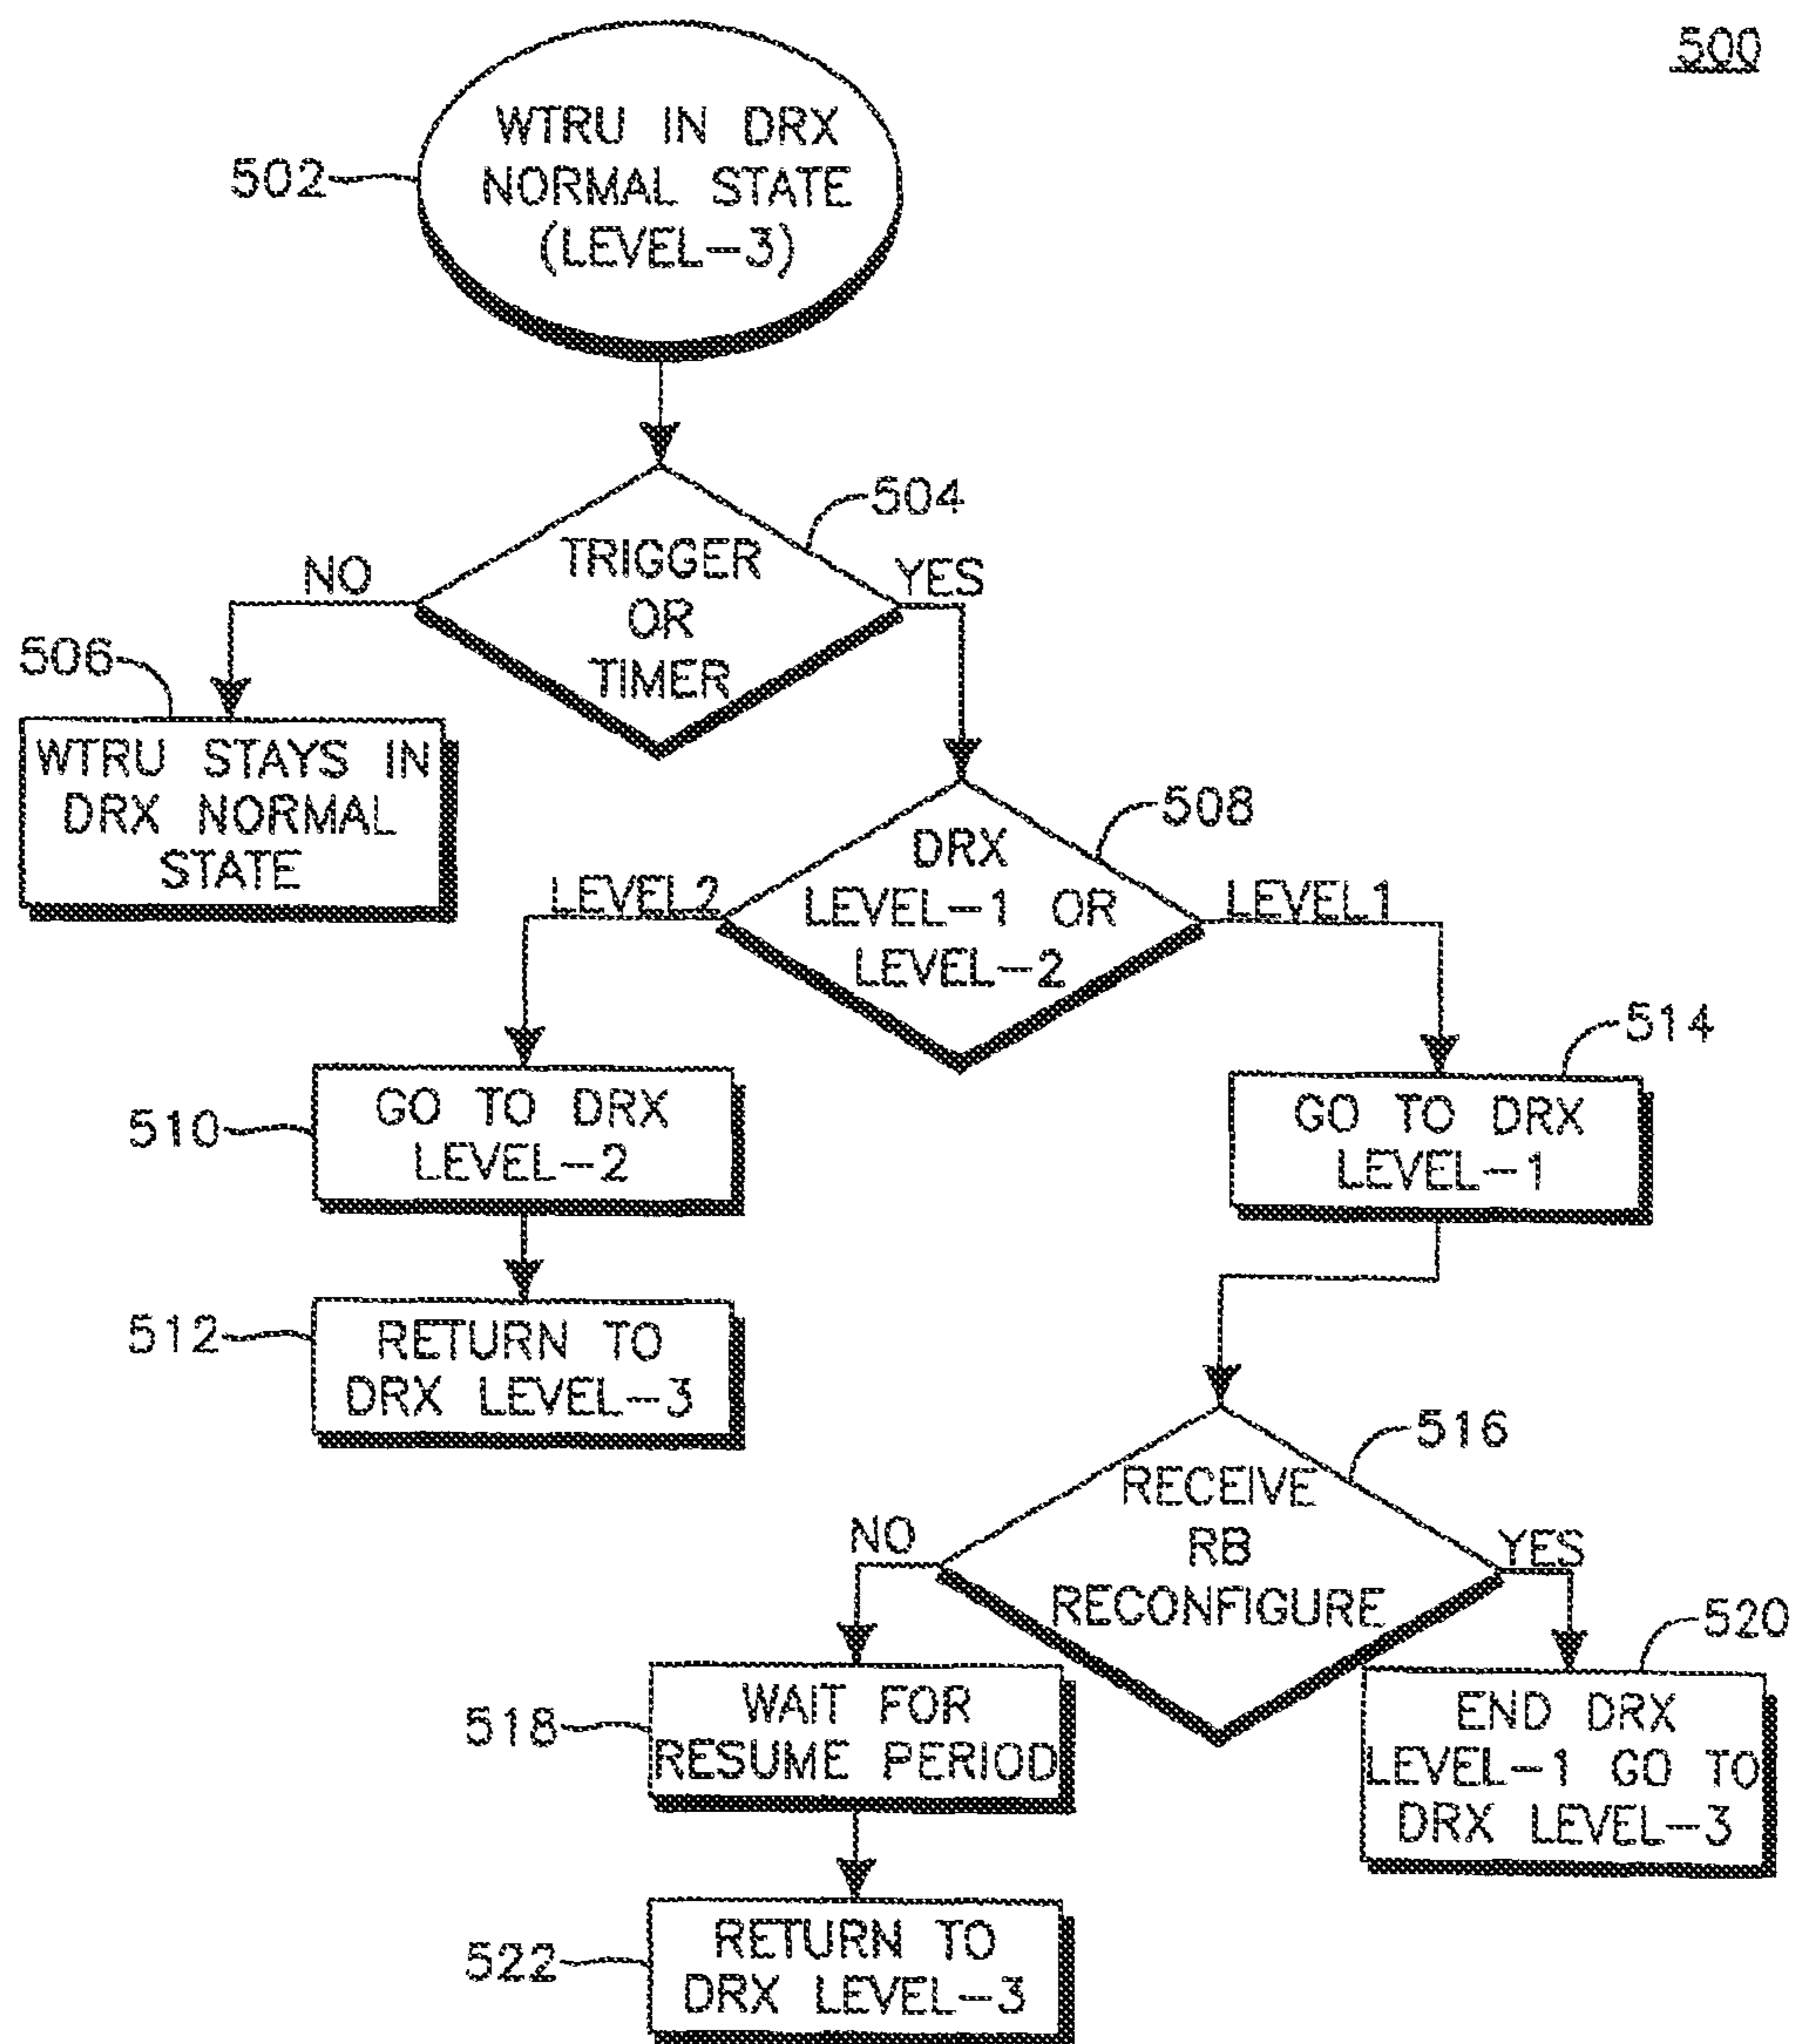 500
WTRU IN DRX
NORMAL STATE
(LEVEL-3)
502
504
TRIGGER
OR
TIMER
NO
YES
506
WTRU STAYS IN
DRX NORMAL
STATE
508
DRX
LEVEL-1 OR
LEVEL-2
LEVEL2
LEVEL1
510
GO TO DRX
LEVEL-2
514
GO TO DRX
LEVEL-1
512
RETURN TO
DRX LEVEL-3
516
RECEIVE
RB
RECONFIGURE
NO
YES
518
WAIT FOR
RESUME PERIOD
520
END DRX
LEVEL-1 GO TO
DRX LEVEL-3
522
RETURN TO
DRX LEVEL-3